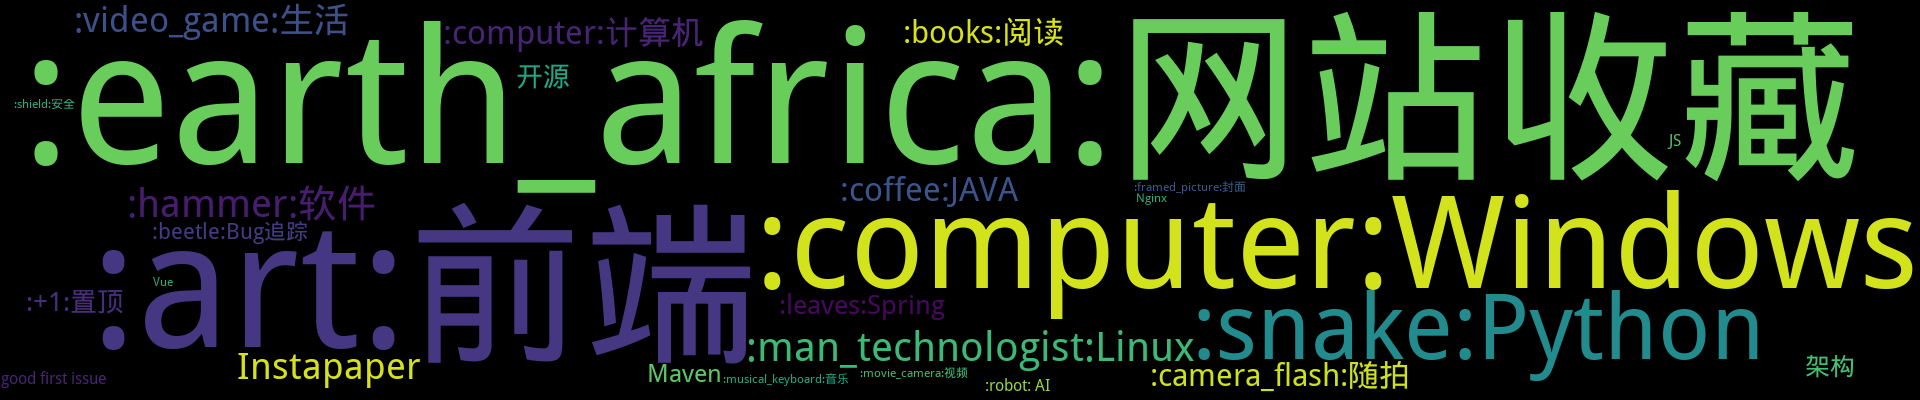 :video_game:生活
:computer:计算机
:books:阅读
:earth_africa:网站收藏
开源
:shield:安全
JS
:hammer:软件
:coffee:JAVA
:framed_picture:封面
Nginx
:beetle:Bug追踪
:art:前端
:computer:Windows
Vue
:+1:置顶
:leaves:Spring
:snake:Python
:man_technologist:Linux
Instapaper
good first issue
Maven
:musical_keyboard:音乐
:movie_camera:视频
:robot: AI
:camera_flash:随拍
架构